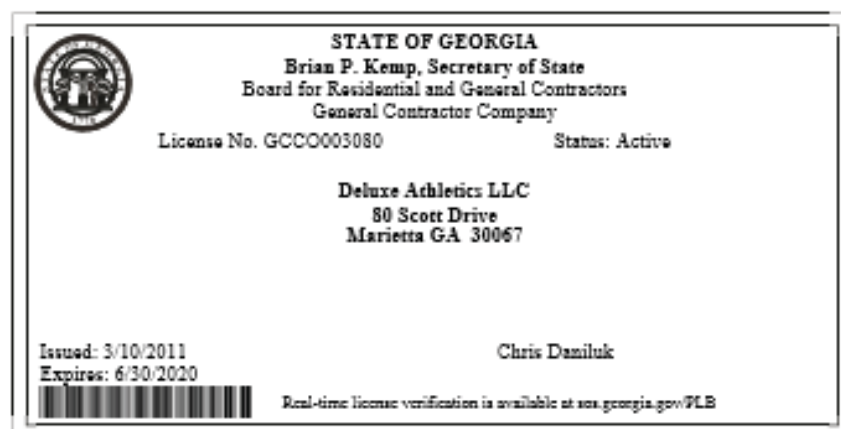 STATE OF GEORGIA
Brian P. Kemp, Secretary of State
Board for Residential and General Contractors
General Contractor Company
License No. GCCO003080 Status: Active
Deluxe Athletics LLC
80 Scott Drive
Marietta GA 30067
Issued: 3/10/2011 Chris Daniluk
Expires: 6/30/2020
Real-time license verification is available at sos.georgia.gov/PLB